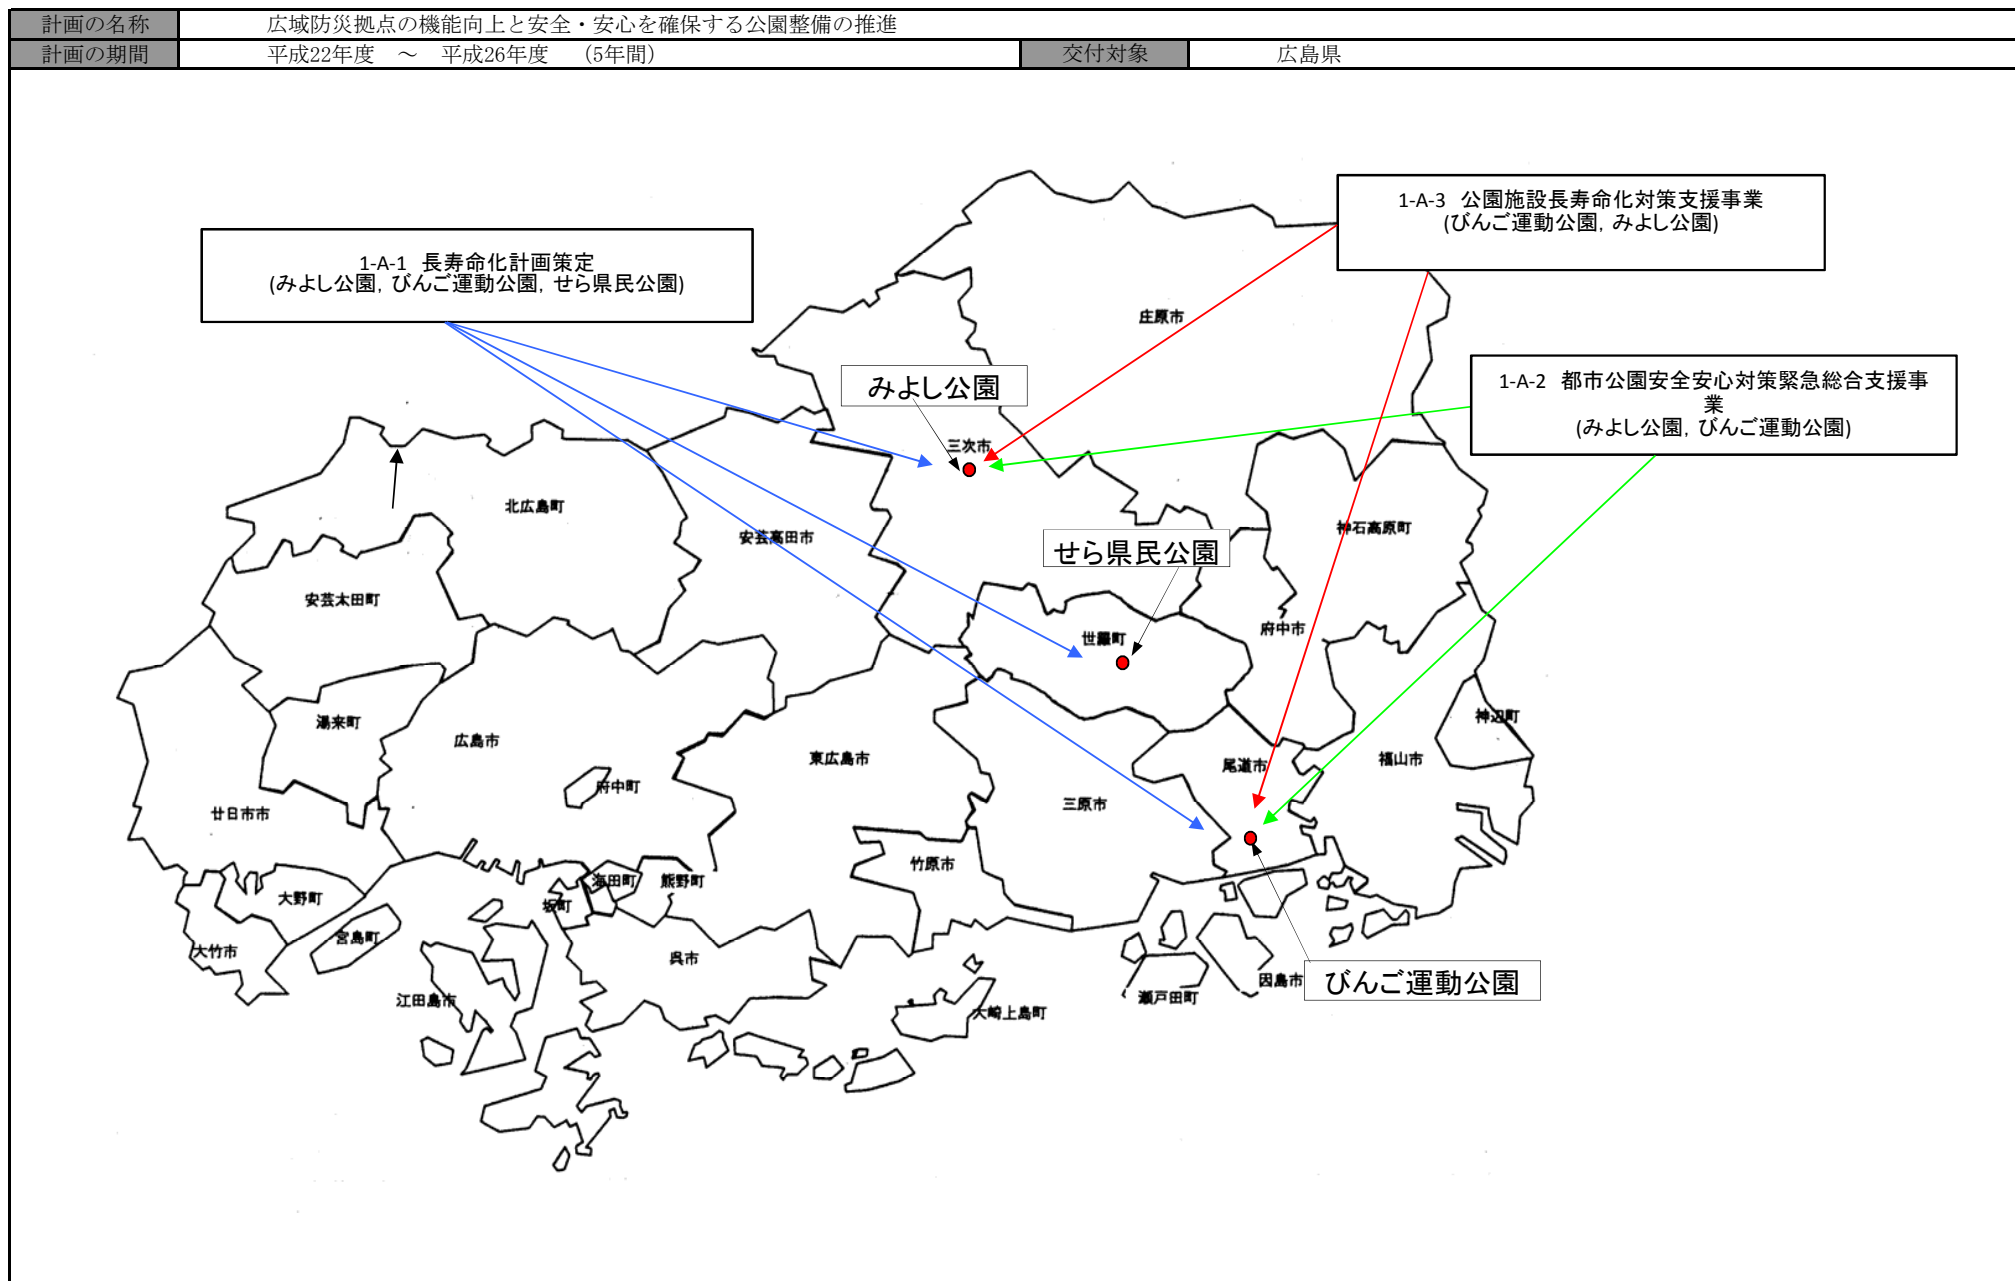 計画の名称 広域防災拠点の機能向上と安全・安心を確保する公園整備の推進
計画の期間 平成22年度 ～ 平成26年度 (5年間) 交付対象 広島県
1-A-3 公園施設長寿命化対策支援事業
(びんご運動公園, みよし公園)
1-A-1 長寿命化計画策定
(みよし公園, びんご運動公園, せら県民公園)
庄原市
1-A-2 都市公園安全安心対策緊急総合支援事
業
(みよし公園, びんご運動公園)
みよし公園
三次市
北広島町
安芸高田市
神石高原町
せら県民公園
安芸太田町
府中市
世羅町
湯来町
広島市
東広島市
尾道市
福山市
神辺町
府中町
三原市
廿日市市
竹原市
海田町
熊野町
大野町
坂町
宮島町
大竹市
呉市
江田島市
大崎上島町
瀬戸田町
因島市
びんご運動公園